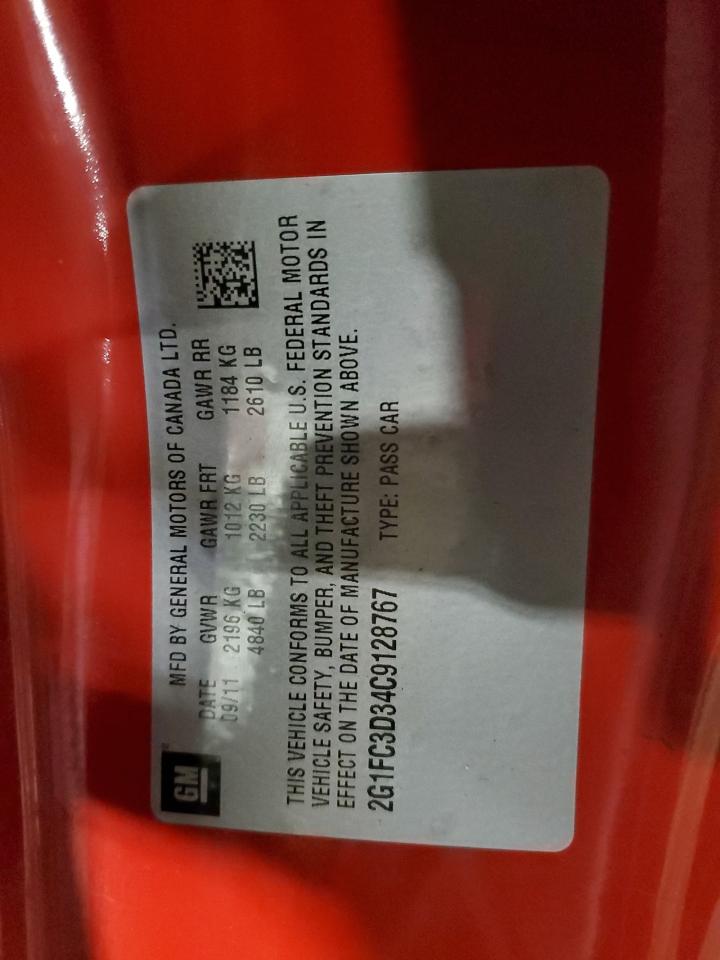 GM
MFD BY GENERAL MOTORS OF CANADA LTD.
DATE GVWR GAWR FRT GAWR RR
09/11 2196 KG 1012 KG 1184 KG
4840 LB 2230 LB 2610 LB
THIS VEHICLE CONFORMS TO ALL APPLICABLE U.S. FEDERAL MOTOR
VEHICLE SAFETY, BUMPER, AND THEFT PREVENTION STANDARDS IN
EFFECT ON THE DATE OF MANUFACTURE SHOWN ABOVE.
2G1FC3D34C9128767 TYPE: PASS CAR